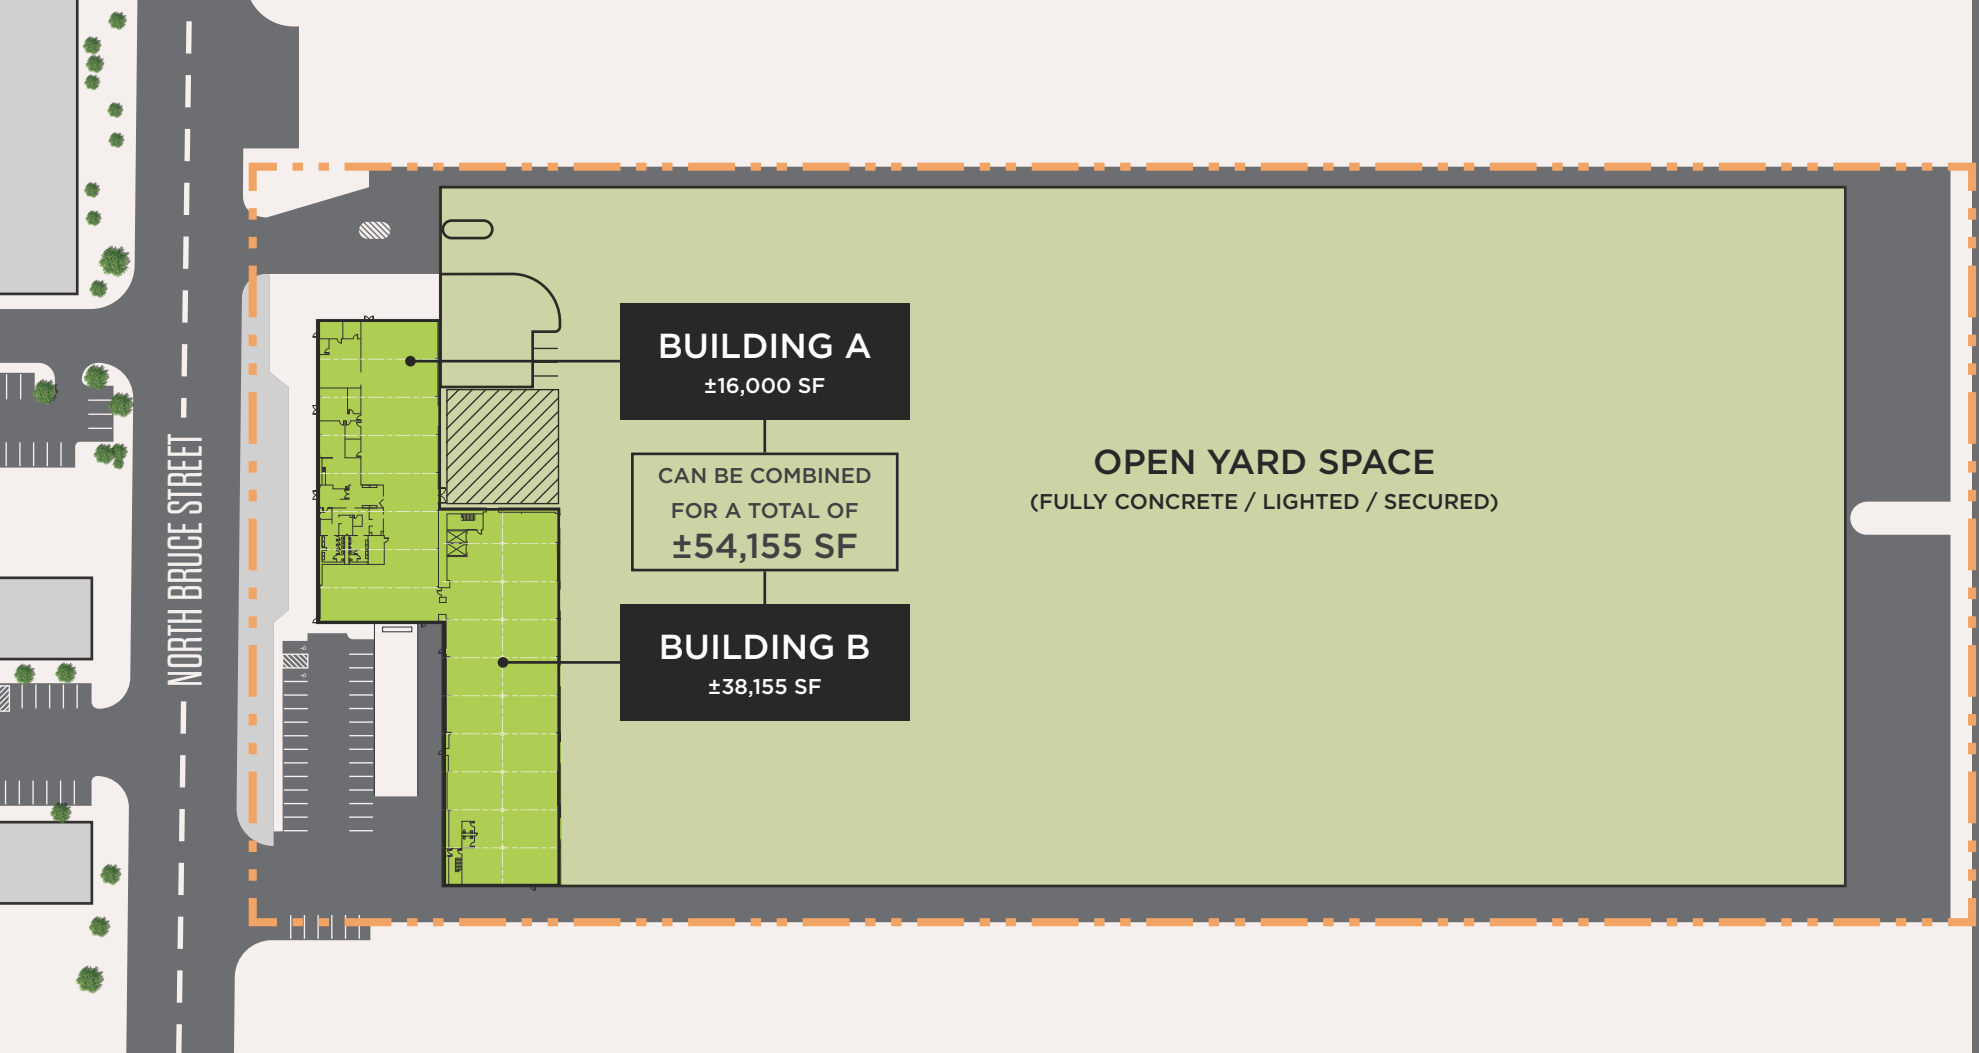 NORTH BRUCE STREET
BUILDING A
±16,000 SF
CAN BE COMBINED
FOR A TOTAL OF
±54,155 SF
BUILDING B
±38,155 SF
OPEN YARD SPACE
(FULLY CONCRETE / LIGHTED / SECURED)